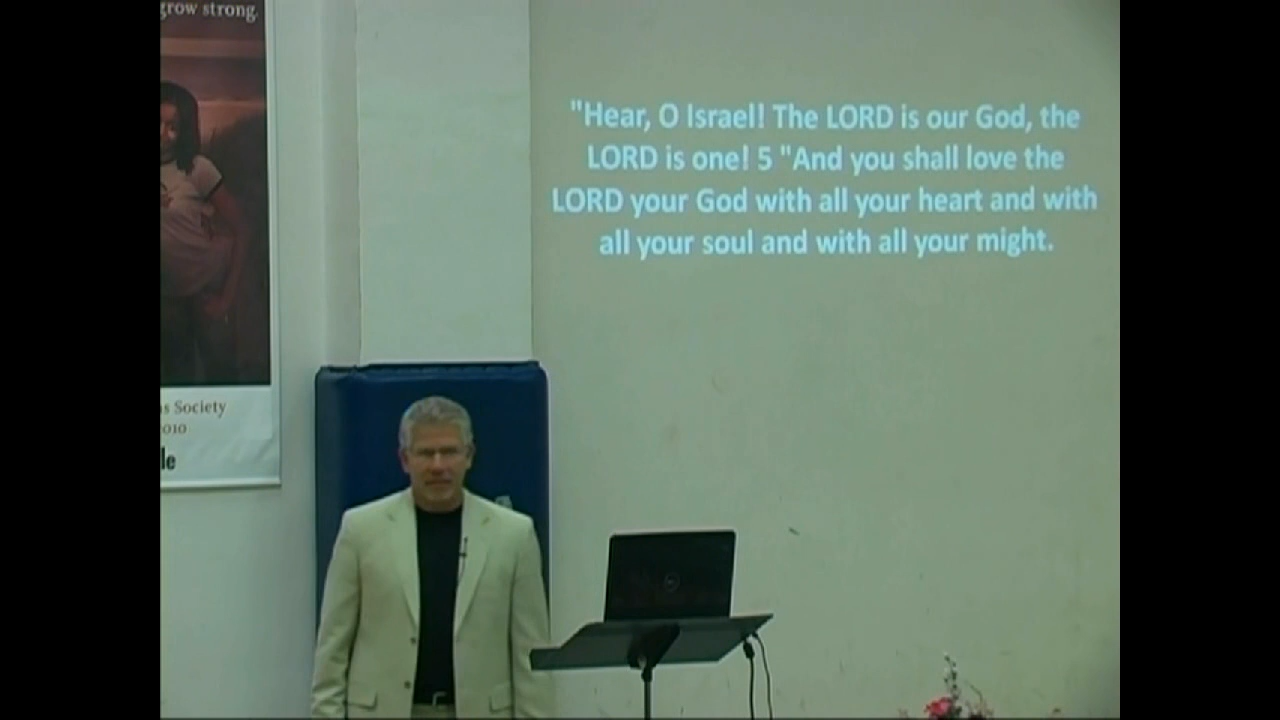 grow strong.
"Hear, O Israel! The LORD is our God, the
LORD is one! 5 "And you shall love the
LORD your God with all your heart and with
all your soul and with all your might.
Society